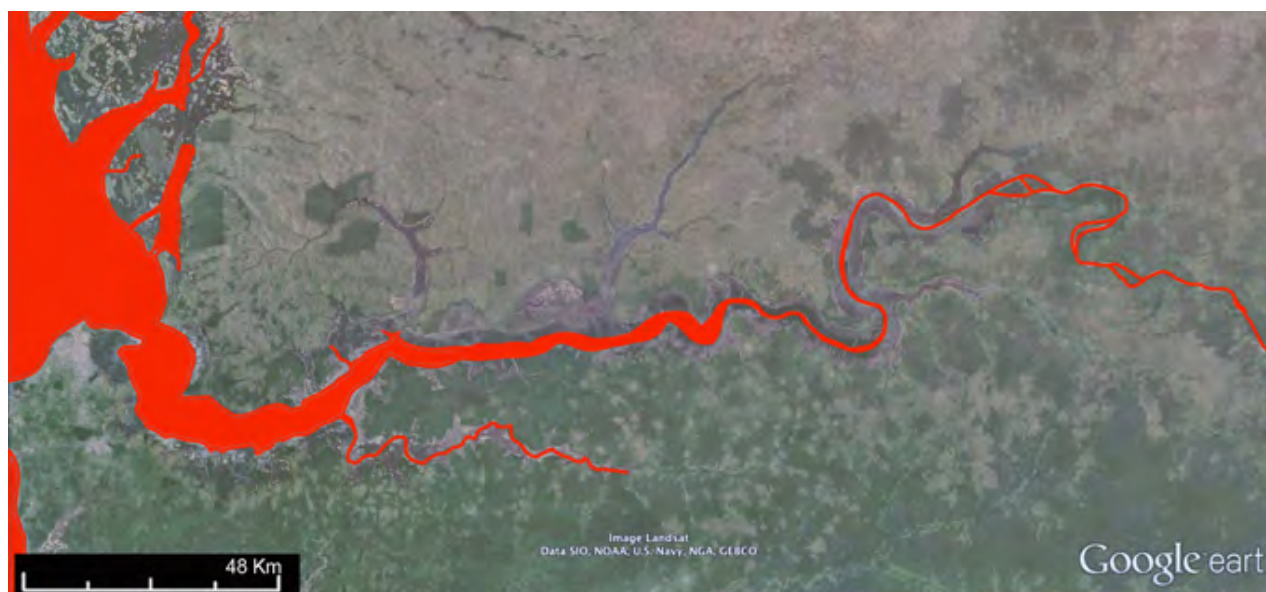 Image Landsat
Data SIO, NOAA, U.S. Navy, NGA, GEBCO
48 Km
Google eart